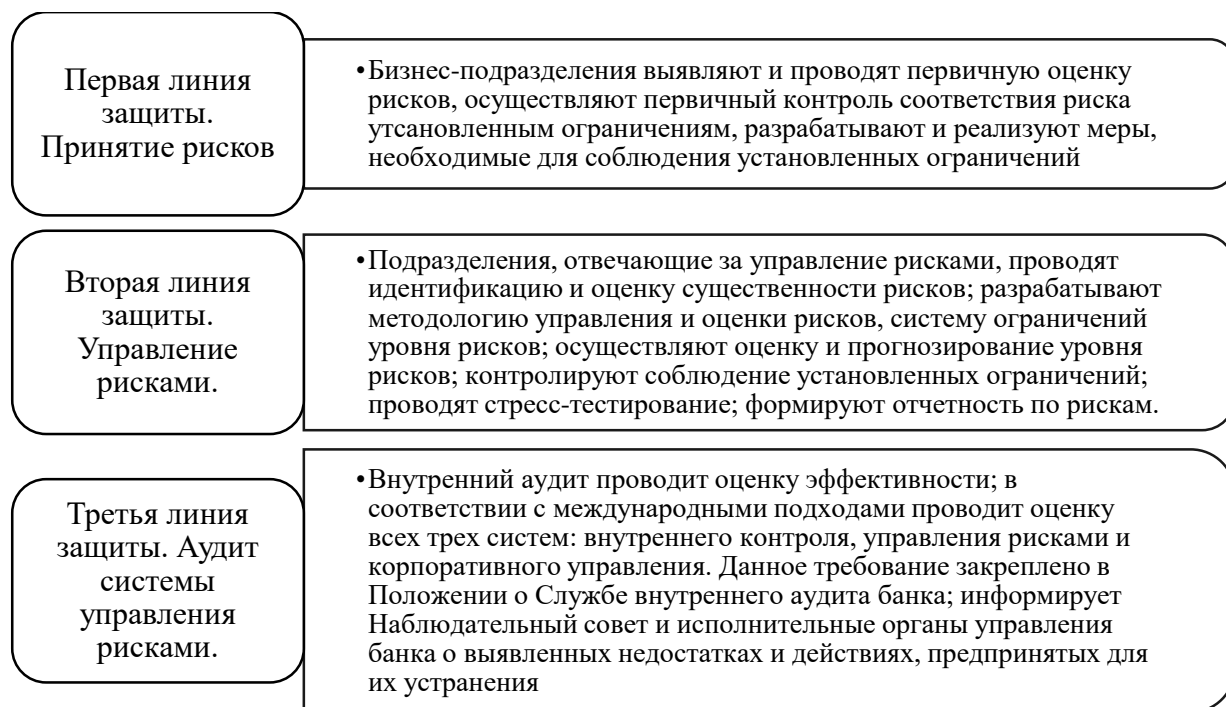 Первая линия
защиты.
Принятие рисков
•Бизнес-подразделения выявляют и проводят первичную оценку
рисков, осуществляют первичный контроль соответствия риска
утсановленным ограничениям, разрабатывают и реализуют меры,
необходимые для соблюдения установленных ограничений
Вторая линия
защиты.
Управление
рисками.
•Подразделения, отвечающие за управление рисками, проводят
идентификацию и оценку существенности рисков; разрабатывают
методологию управления и оценки рисков, систему ограничений
уровня рисков; осуществляют оценку и прогнозирование уровня
рисков; контролируют соблюдение установленных ограничений;
проводят стресс-тестирование; формируют отчетность по рискам.
Третья линия
защиты. Аудит
системы
управления
рисками.
•Внутренний аудит проводит оценку эффективности; в
соответствии с международными подходами проводит оценку
всех трех систем: внутреннего контроля, управления рисками и
корпоративного управления. Данное требование закреплено в
Положении о Службе внутреннего аудита банка; информирует
Наблюдательный совет и исполнительные органы управления
банка о выявленных недостатках и действиях, предпринятых для
их устранения